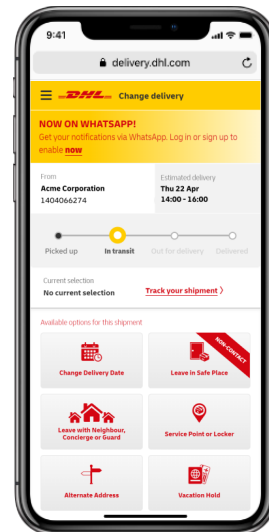 9:41
delivery.dhl.com
DHL Change delivery
NOW ON WHATSAPP!
Get your notifications via WhatsApp. Log in or sign up to
enable now
From
Acme Corporation
1404066274
Estimated delivery
Thu 22 Apr
14:00 - 16:00
Picked up In transit Out for delivery Delivered
Current selection
No current selection
Track your shipment
Available options for this shipment
Change Delivery Date
NON-CONTACT
Leave in Safe Place
Leave with Neighbour,
Concierge or Guard
Service Point or Locker
Alternate Address
Vacation Hold